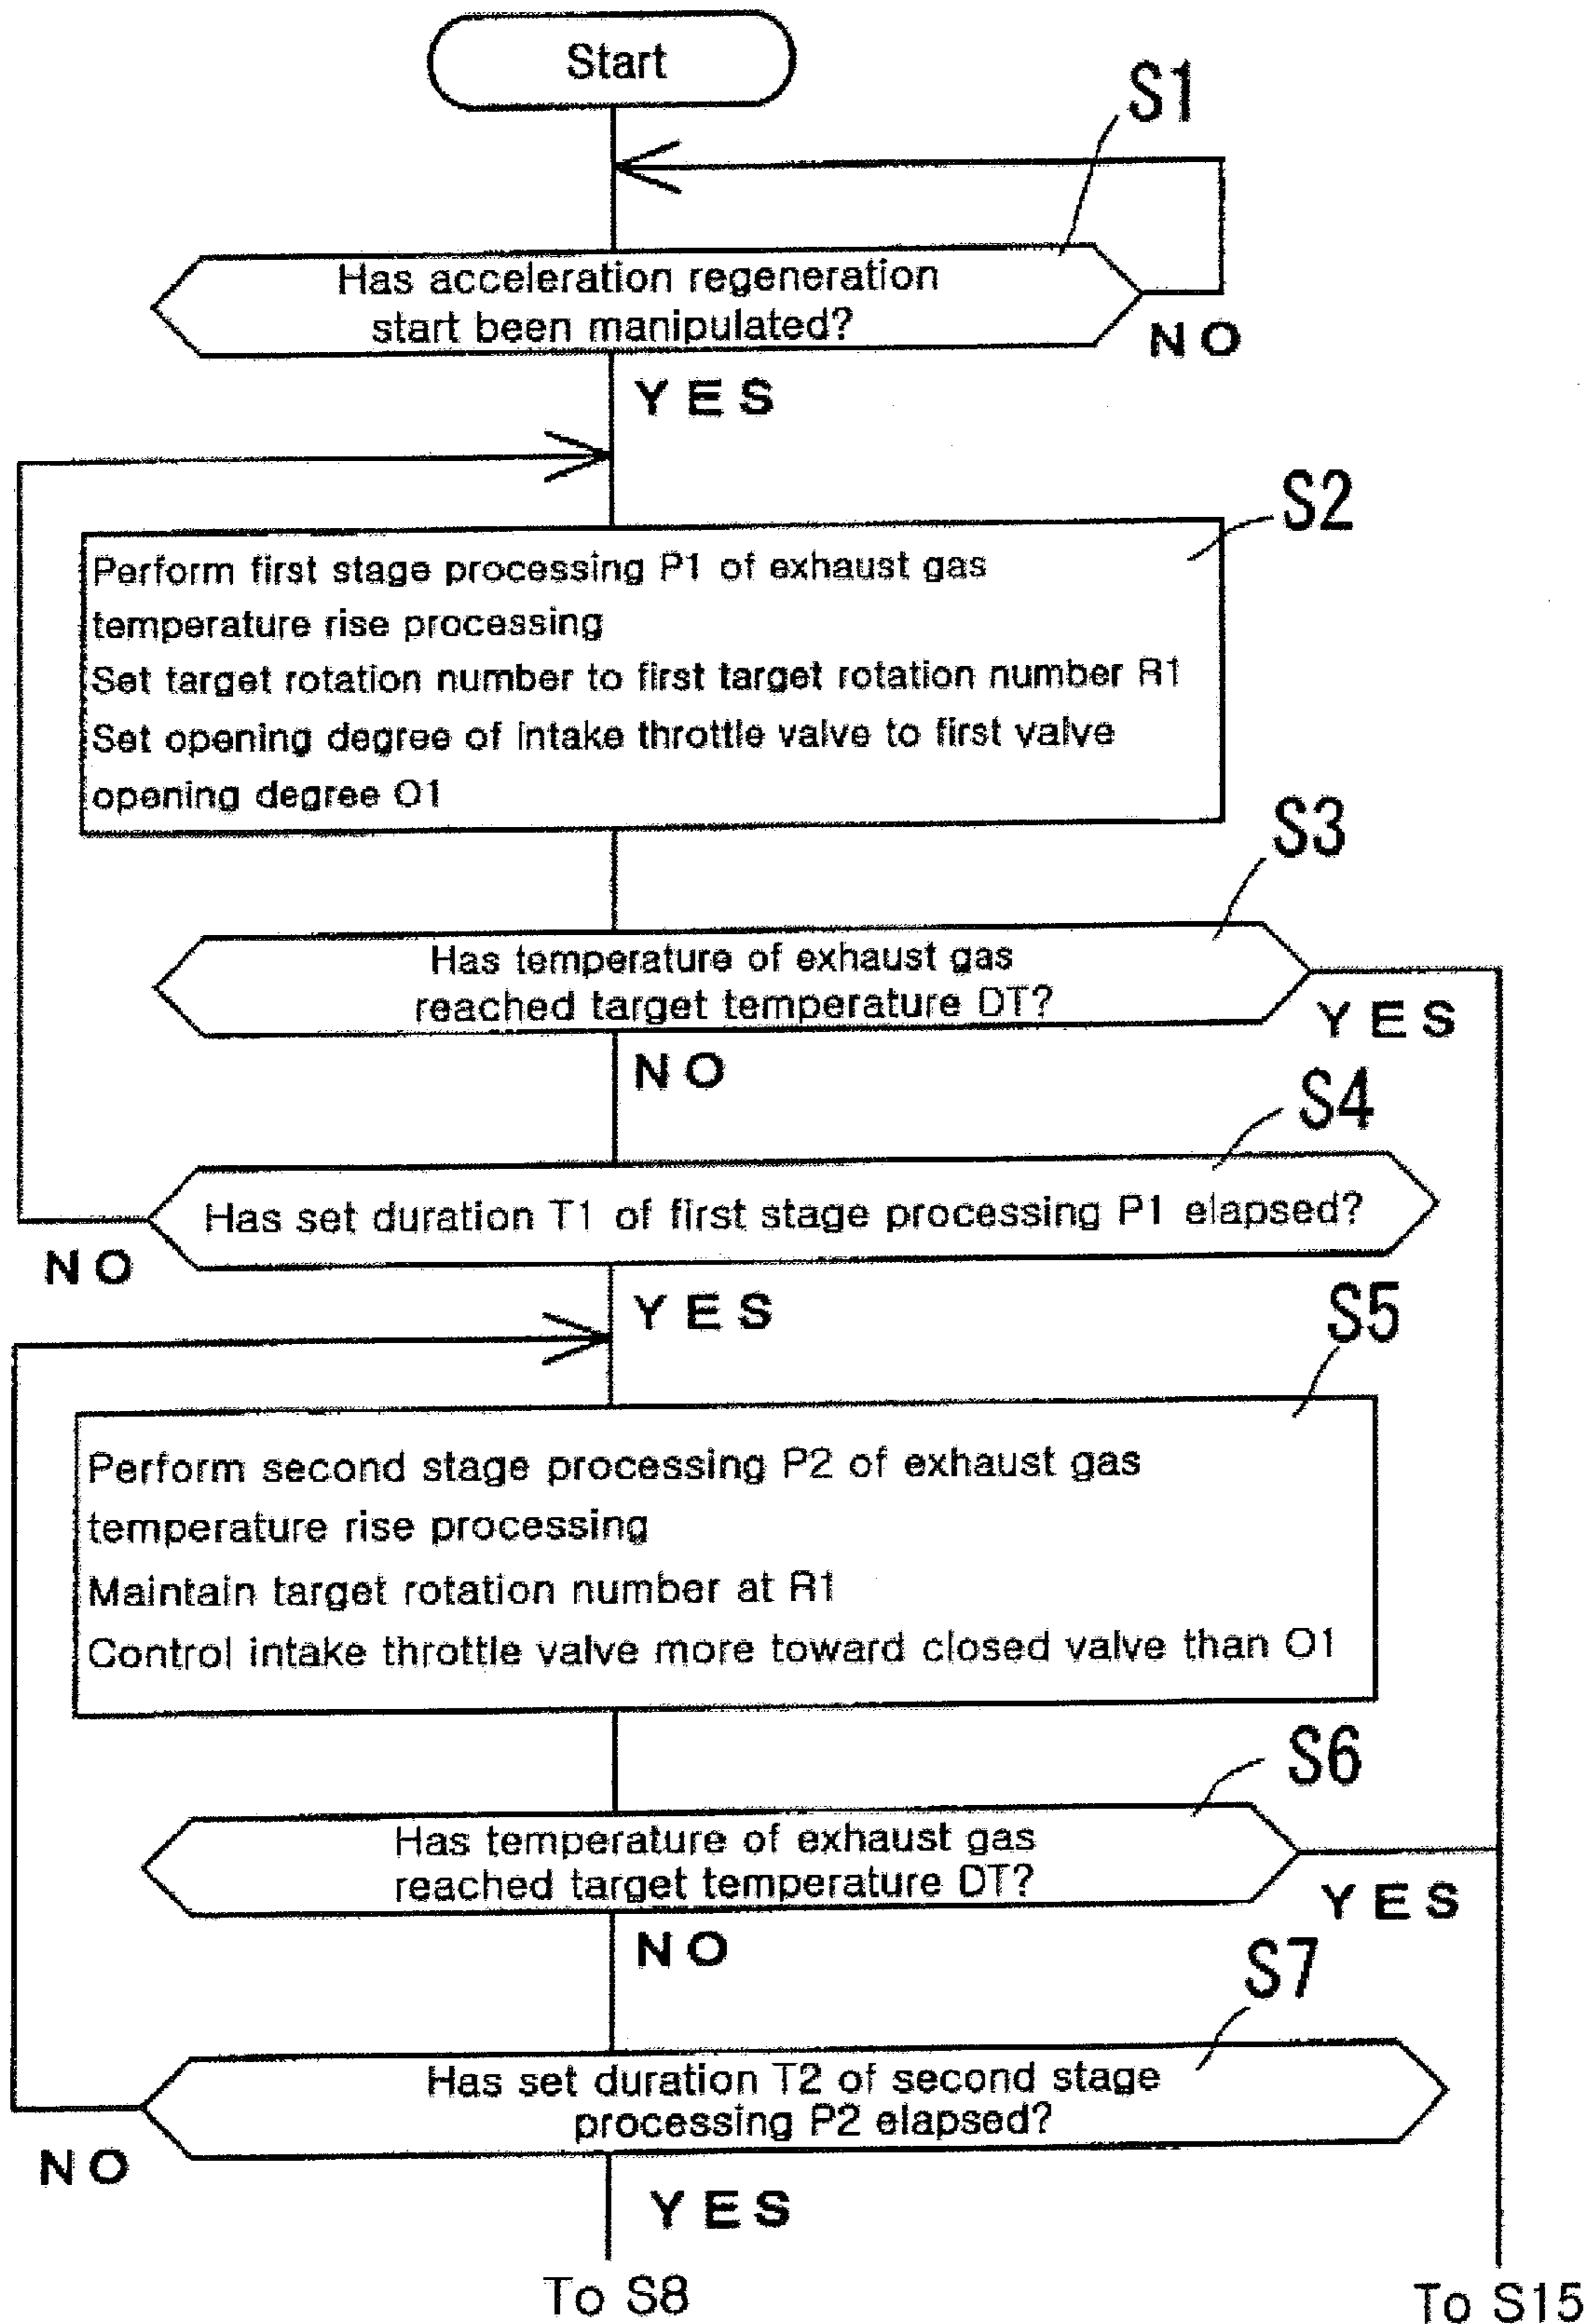 Start
S1
Has acceleration regeneration
start been manipulated?
NO
YES
S2
Perform first stage processing P1 of exhaust gas
temperature rise processing
Set target rotation number to first target rotation number R1
Set opening degree of intake throttle valve to first valve
opening degree O1
S3
Has temperature of exhaust gas
reached target temperature DT?
YES
NO
S4
Has set duration T1 of first stage processing P1 elapsed?
NO
YES
S5
Perform second stage processing P2 of exhaust gas
temperature rise processing
Maintain target rotation number at R1
Control intake throttle valve more toward closed valve than O1
S6
Has temperature of exhaust gas
reached target temperature DT?
YES
NO
S7
Has set duration T2 of second stage
processing P2 elapsed?
NO
YES
To S8
To S15